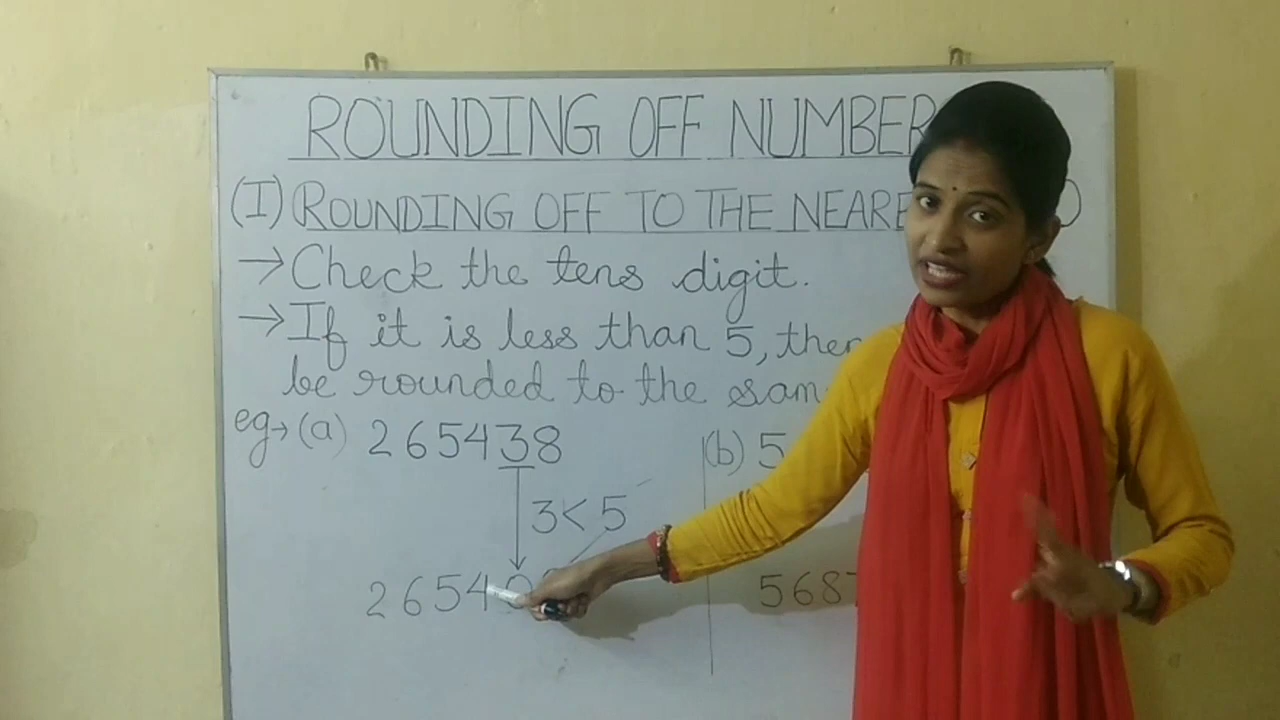 ROUNDING OFF NUMBER
(I) ROUNDING OFF TO THE NEARE
→ Check the tens digit.
→ If it is less than 5, then
be rounded to the sam
eg→ (a) 265438
(b) 5
3 < 5
265400
5687